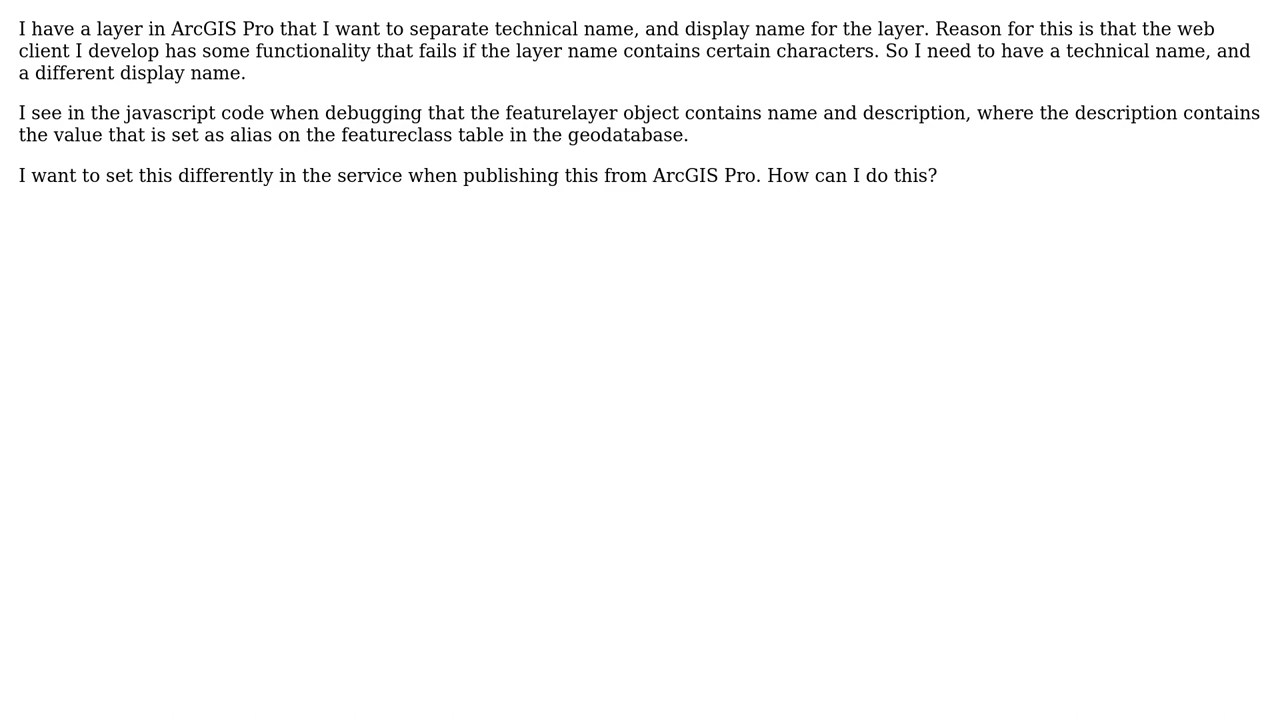 I have a layer in ArcGIS Pro that I want to separate technical name, and display name for the layer. Reason for this is that the web
client I develop has some functionality that fails if the layer name contains certain characters. So I need to have a technical name, and
a different display name.
I see in the javascript code when debugging that the featurelayer object contains name and description, where the description contains
the value that is set as alias on the featureclass table in the geodatabase.
I want to set this differently in the service when publishing this from ArcGIS Pro. How can I do this?